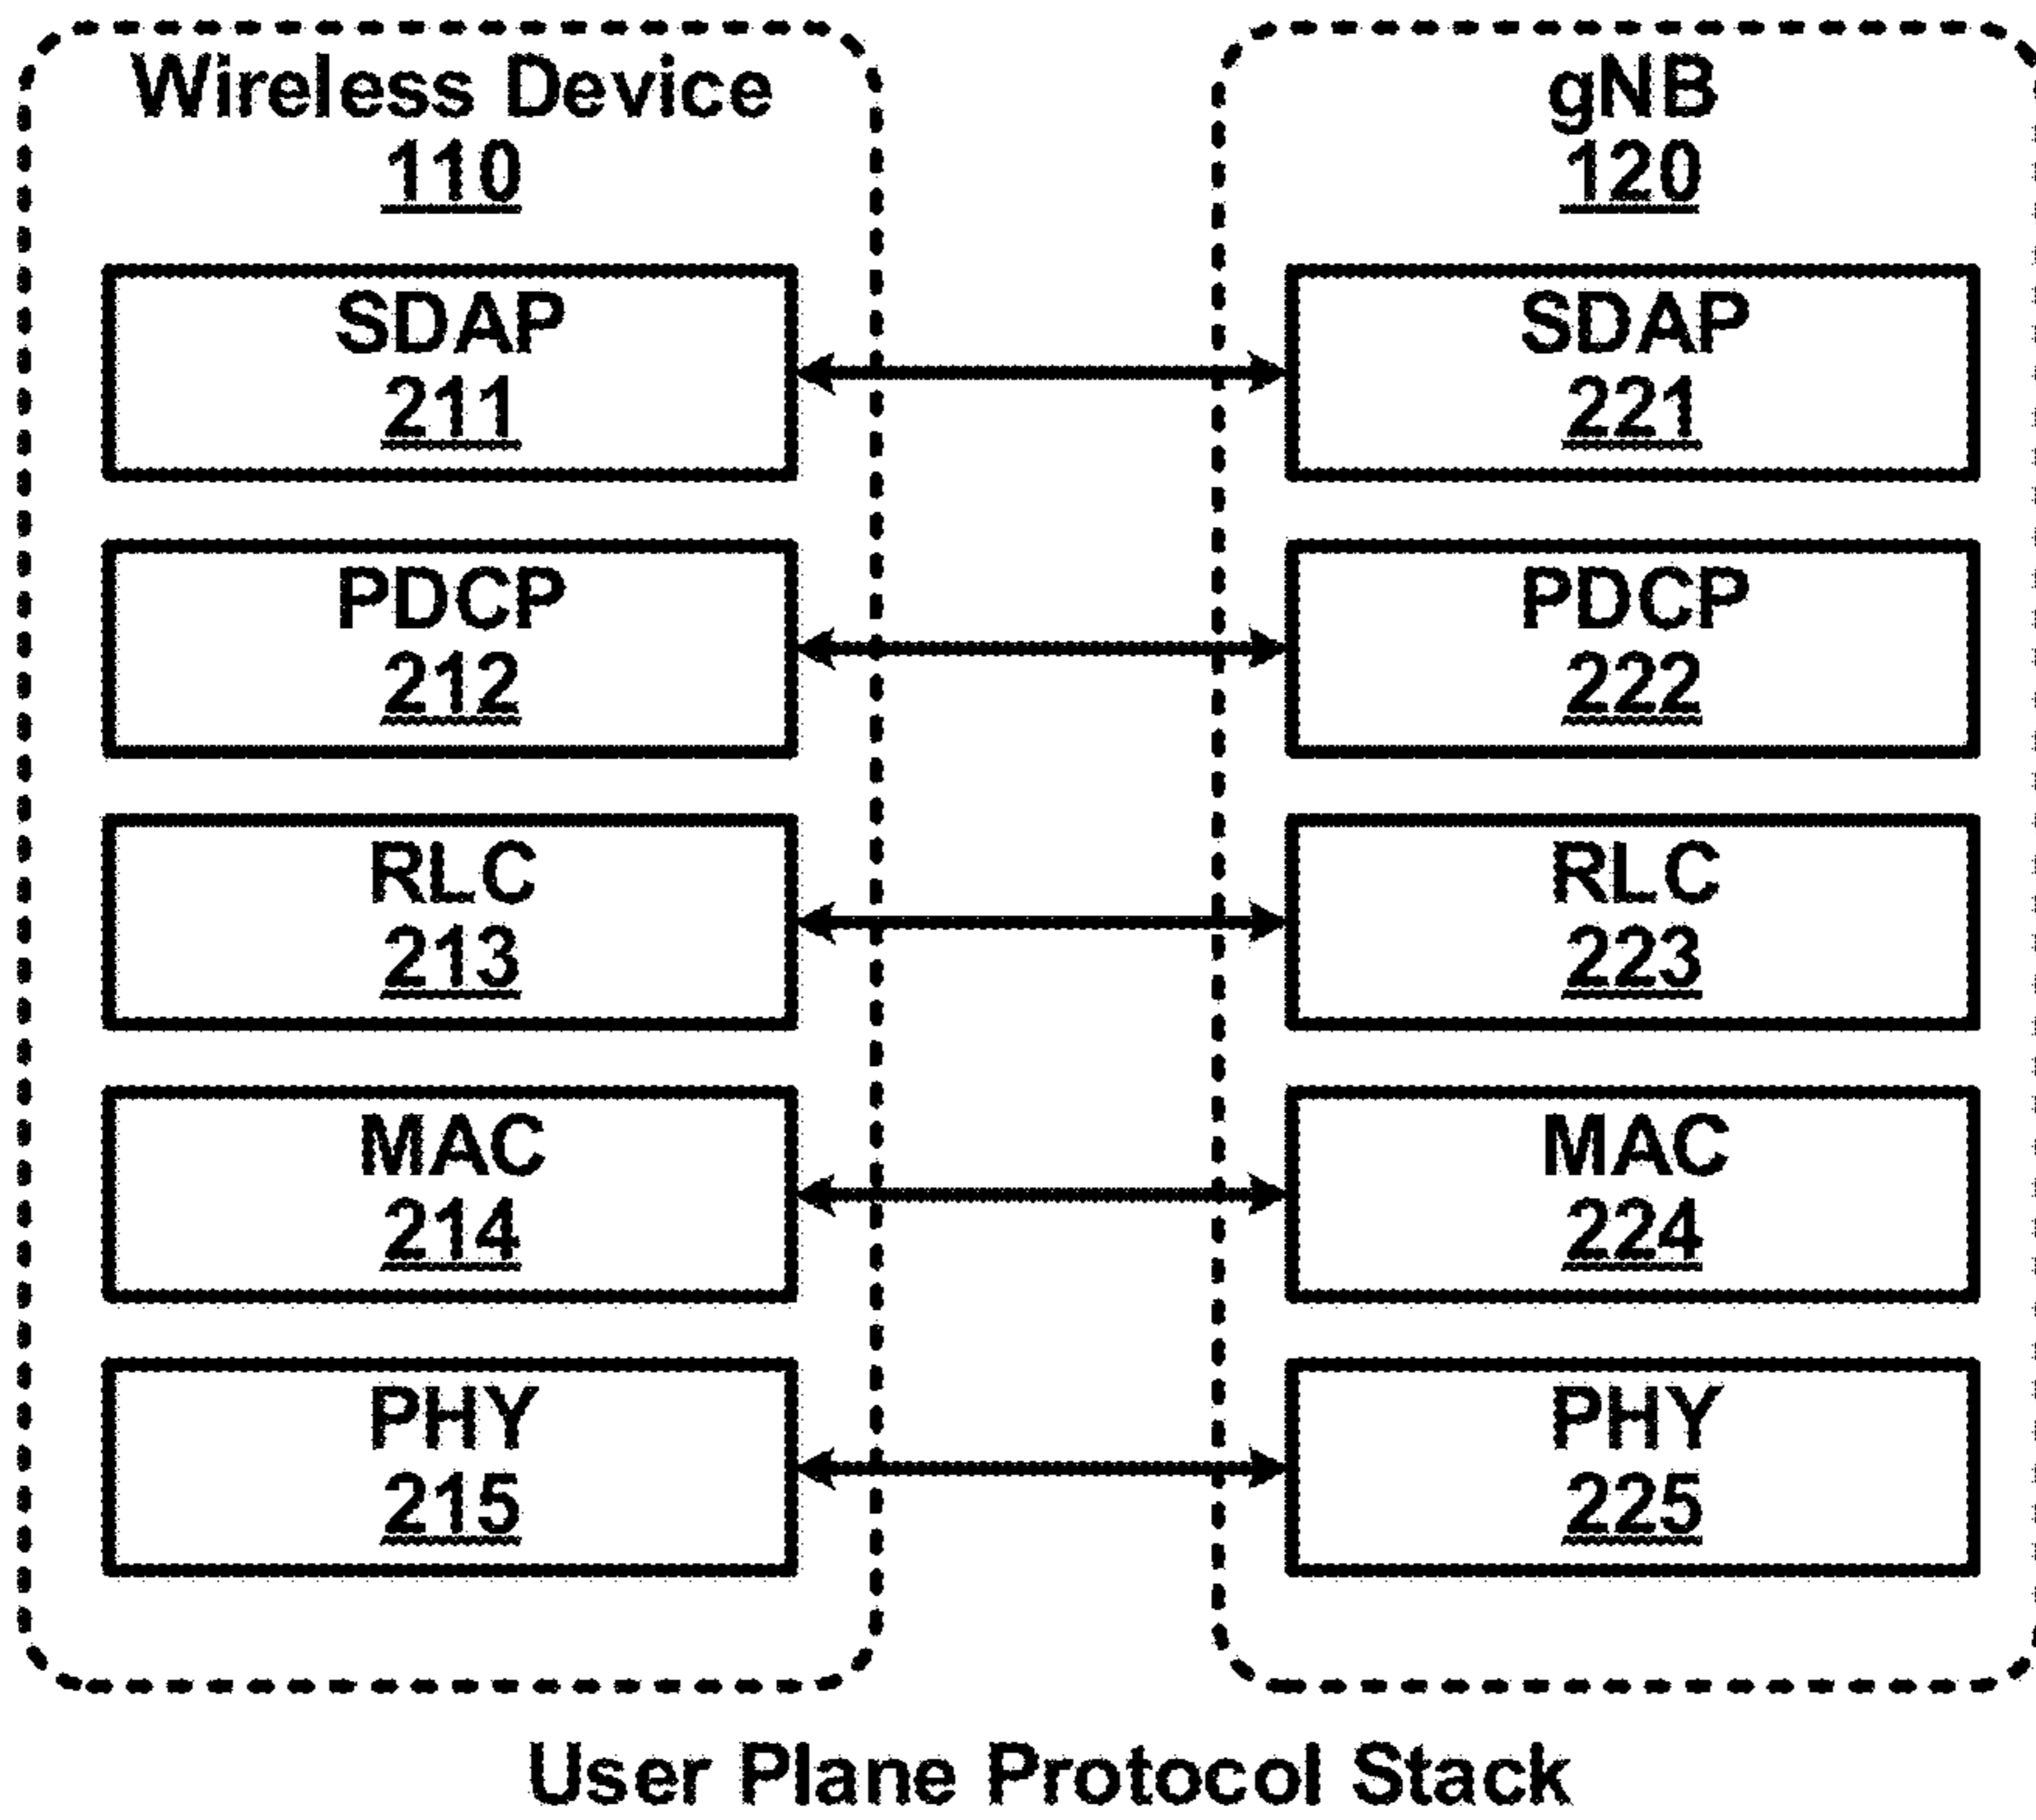 Wireless Device
110
SDAP
211
PDCP
212
RLC
213
MAC
214
PHY
215
gNB
120
SDAP
221
PDCP
222
RLC
223
MAC
224
PHY
225
User Plane Protocol Stack